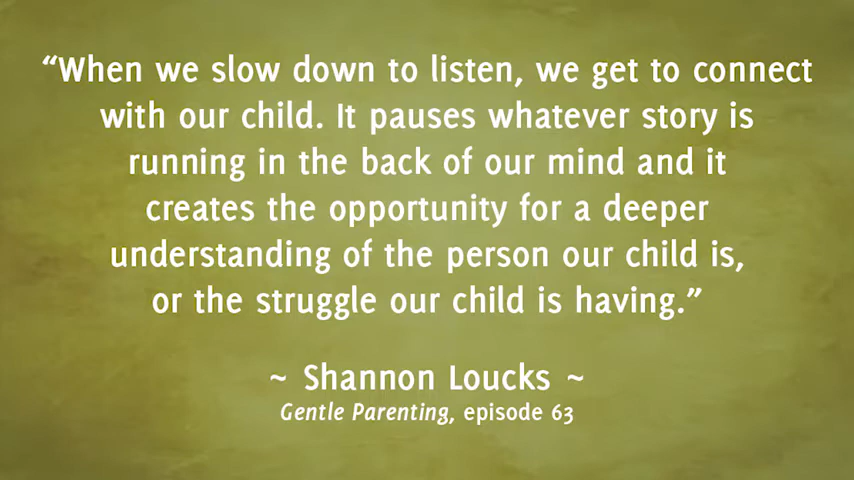 “When we slow down to listen, we get to connect
with our child. It pauses whatever story is
running in the back of our mind and it
creates the opportunity for a deeper
understanding of the person our child is,
or the struggle our child is having.”
~ Shannon Loucks ~
Gentle Parenting, episode 63